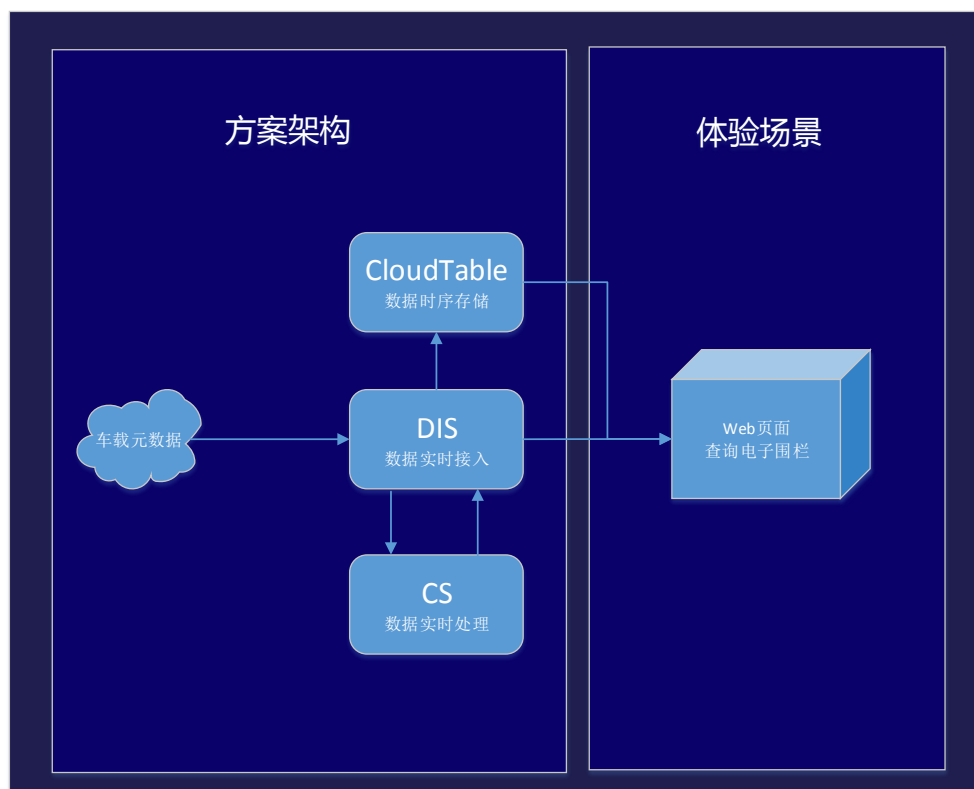 方案架构
体验场景
CloudTable
数据时序存储
车载元数据
DIS
数据实时接入
Web页面
查询电子围栏
CS
数据实时处理